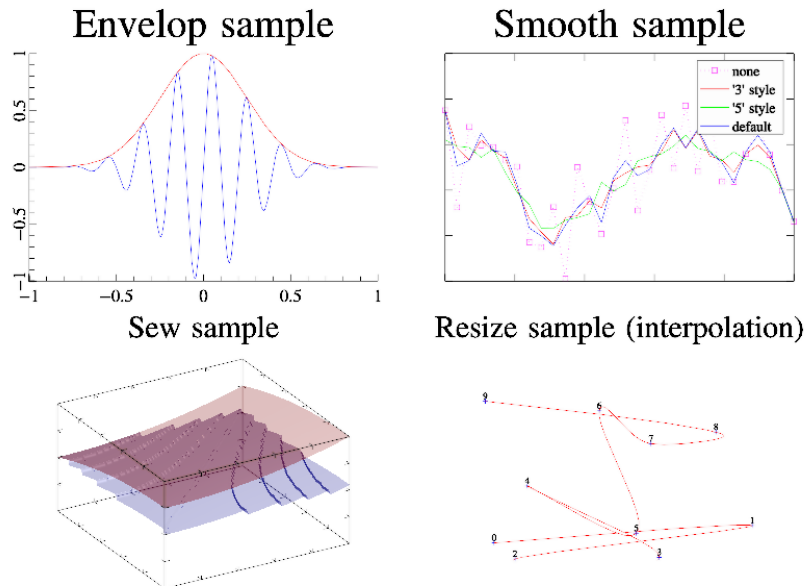 Envelop sample
Smooth sample
1
0.5
0
−0.5
−1
−1 −0.5 0 0.5 1
none
'3' style
'5' style
default
Sew sample
Resize sample (interpolation)
9
6
8
7
4
5
1
0
2
3